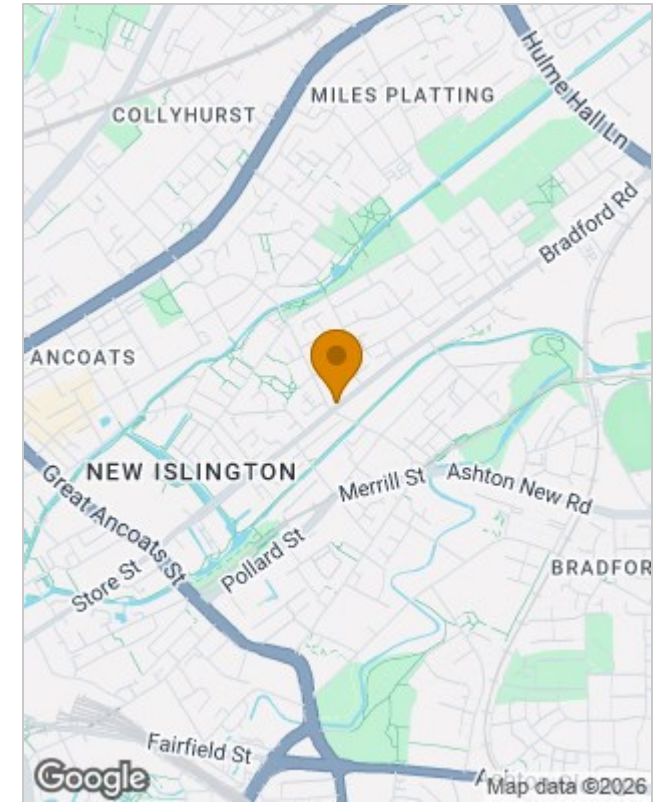 Hulme Hall Ln
MILES PLATTING
COLLYHURST
Bradford Rd
ANCOATS
NEW ISLINGTON
Merrill St
Ashton New Rd
Great Ancoats St
Pollard St
Store St
BRADFOR
Fairfield St
Google
Map data ©2026